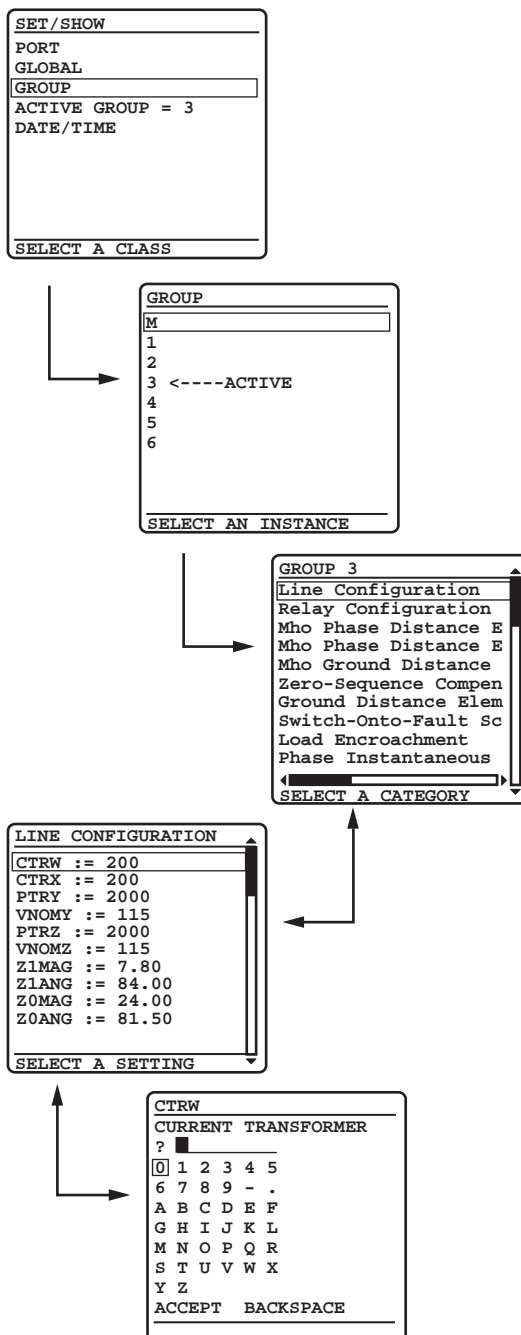 SET/SHOW
PORT
GLOBAL
GROUP
ACTIVE GROUP = 3
DATE/TIME
SELECT A CLASS
GROUP
M
1
2
3 <----ACTIVE
4
5
6
SELECT AN INSTANCE
GROUP 3
Line Configuration
Relay Configuration
Mho Phase Distance E
Mho Phase Distance E
Mho Ground Distance
Zero-Sequence Compen
Ground Distance Elem
Switch-Onto-Fault Sc
Load Encroachment
Phase Instantaneous
SELECT A CATEGORY
LINE CONFIGURATION
CTRW := 200
CTRX := 200
PTRY := 2000
VNOMY := 115
PTRZ := 2000
VNOMZ := 115
Z1MAG := 7.80
Z1ANG := 84.00
Z0MAG := 24.00
Z0ANG := 81.50
SELECT A SETTING
CTRW
CURRENT TRANSFORMER
?
0 1 2 3 4 5
6 7 8 9 - .
A B C D E F
G H I J K L
M N O P Q R
S T U V W X
Y Z
ACCEPT BACKSPACE